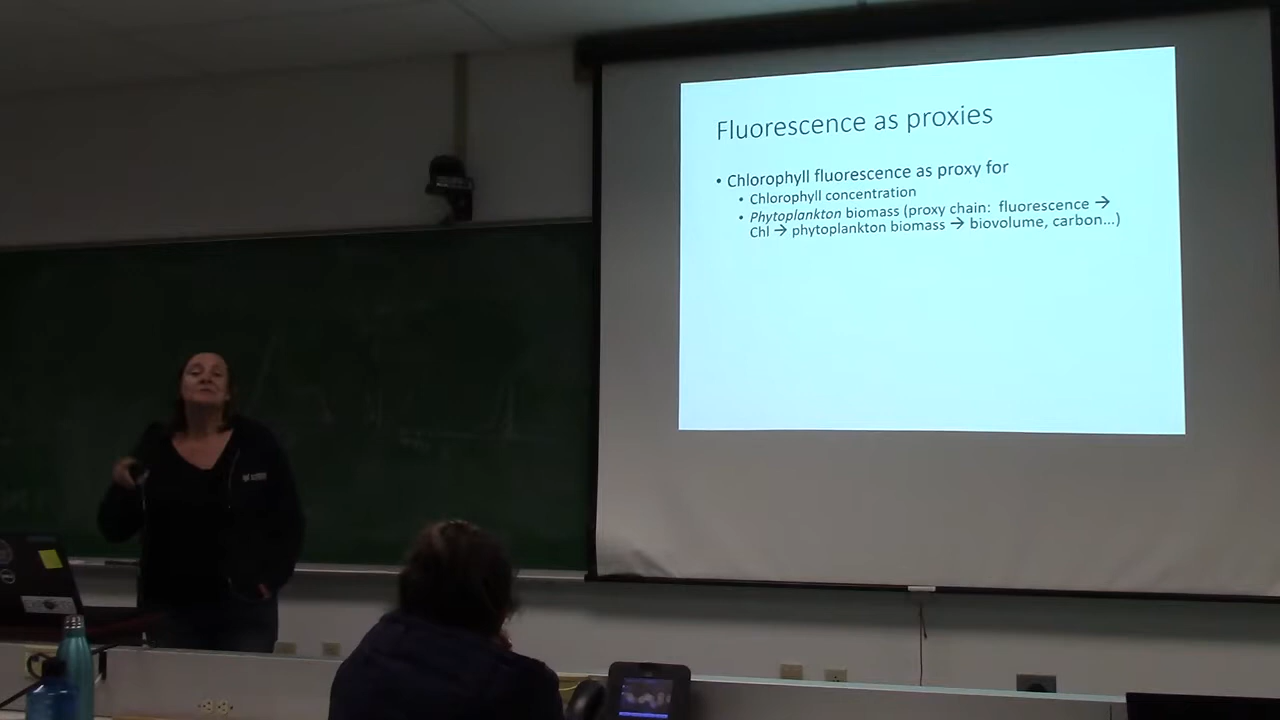 Fluorescence as proxies
• Chlorophyll fluorescence as proxy for
• Chlorophyll concentration
• Phytoplankton biomass (proxy chain: fluorescence →
Chl → phytoplankton biomass → biovolume, carbon…)